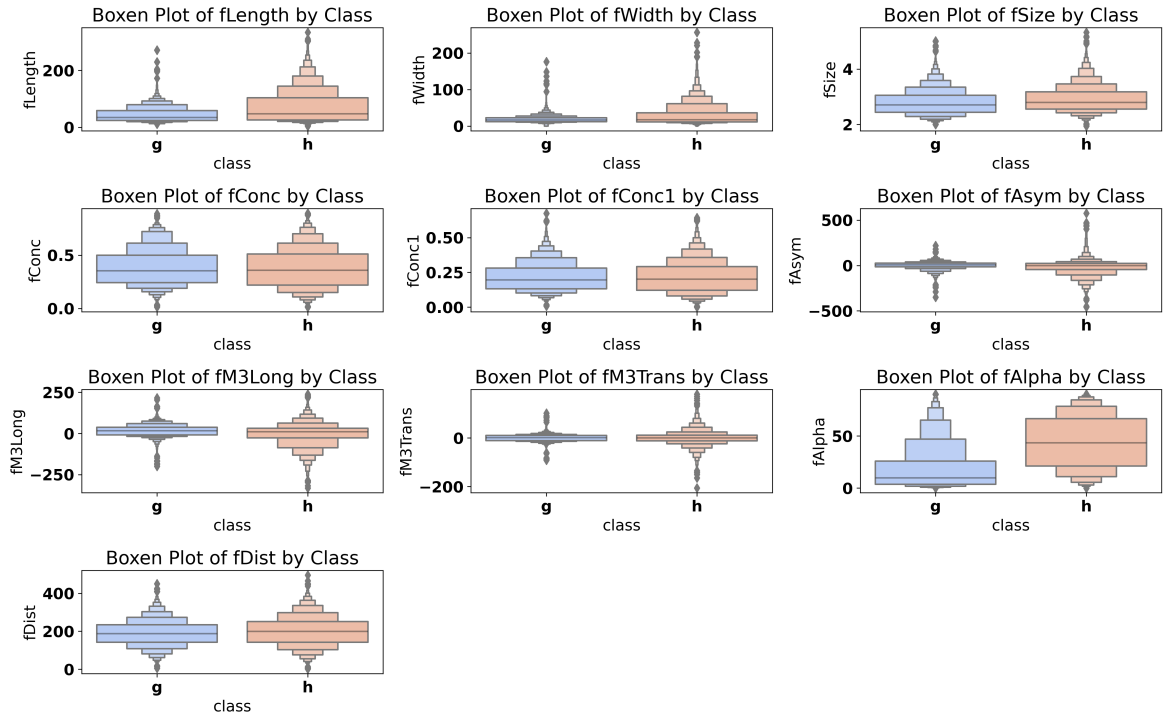 Boxen Plot of fLength by Class
fLength
200
0
g
h
class
Boxen Plot of fWidth by Class
fWidth
200
100
0
g
h
class
Boxen Plot of fSize by Class
fSize
4
2
g
h
class
Boxen Plot of fConc by Class
fConc
0.5
0.0
g
h
class
Boxen Plot of fConc1 by Class
fConc1
0.50
0.25
0.00
g
h
class
Boxen Plot of fAsym by Class
fAsym
500
0
−500
g
h
class
Boxen Plot of fM3Long by Class
fM3Long
250
0
−250
g
h
class
Boxen Plot of fM3Trans by Class
fM3Trans
0
−200
g
h
class
Boxen Plot of fAlpha by Class
fAlpha
50
0
g
h
class
Boxen Plot of fDist by Class
fDist
400
200
0
g
h
class